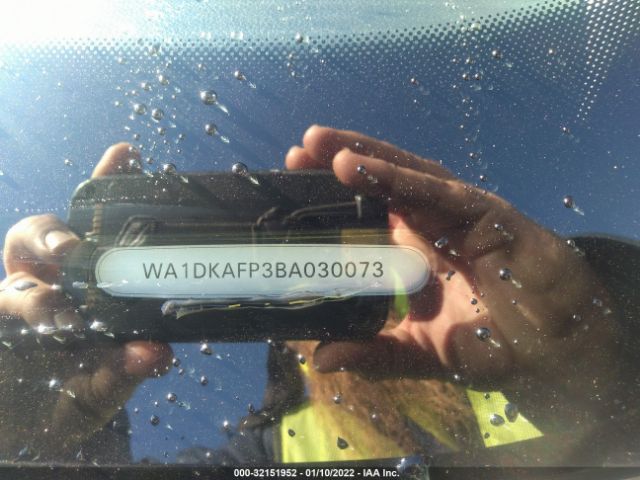 WA1DKAFP3BA030073
000-32151952 - 01/10/2022 - IAA Inc.